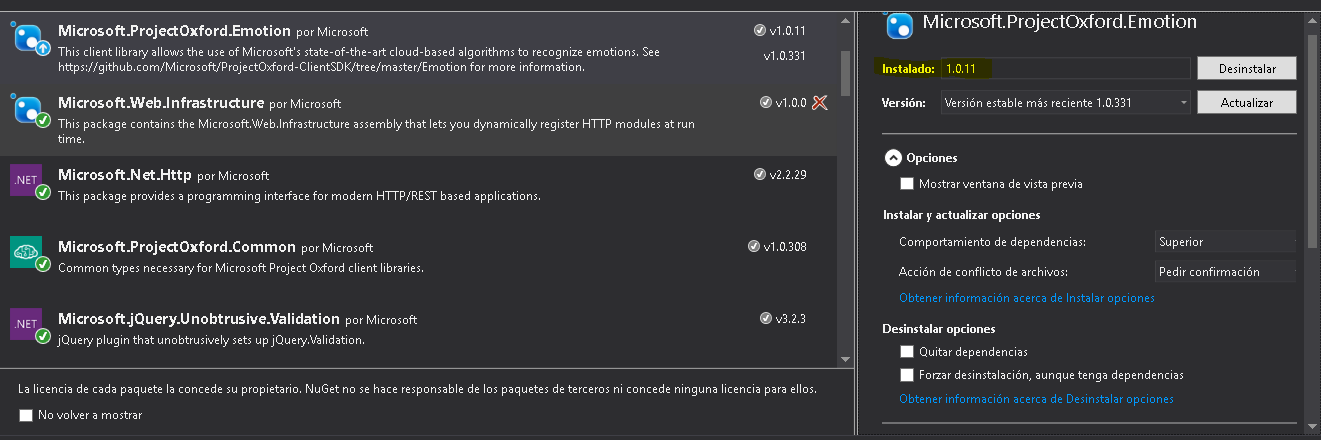 Microsoft.ProjectOxford.Emotion por Microsoft
v1.0.11
This client library allows the use of Microsoft's state-of-the-art cloud-based algorithms to recognize emotions. See
v1.0.331
https://github.com/Microsoft/ProjectOxford-ClientSDK/tree/master/Emotion for more information.
Microsoft.Web.Infrastructure por Microsoft
v1.0.0
This package contains the Microsoft.Web.Infrastructure assembly that lets you dynamically register HTTP modules at run
time.
.NET
Microsoft.Net.Http por Microsoft
v2.2.29
This package provides a programming interface for modern HTTP/REST based applications.
Microsoft.ProjectOxford.Common por Microsoft
v1.0.308
Common types necessary for Microsoft Project Oxford client libraries.
.NET
Microsoft.jQuery.Unobtrusive.Validation por Microsoft
v3.2.3
jQuery plugin that unobtrusively sets up jQuery.Validation.
La licencia de cada paquete la concede su propietario. NuGet no se hace responsable de los paquetes de terceros ni concede ninguna licencia para ellos.
No volver a mostrar
Microsoft.ProjectOxford.Emotion
Instalado: 1.0.11
Desinstalar
Versión: Versión estable más reciente 1.0.331
Actualizar
Opciones
Mostrar ventana de vista previa
Instalar y actualizar opciones
Comportamiento de dependencias: Superior
Acción de conflicto de archivos: Pedir confirmación
Obtener información acerca de Instalar opciones
Desinstalar opciones
Quitar dependencias
Forzar desinstalación, aunque tenga dependencias
Obtener información acerca de Desinstalar opciones